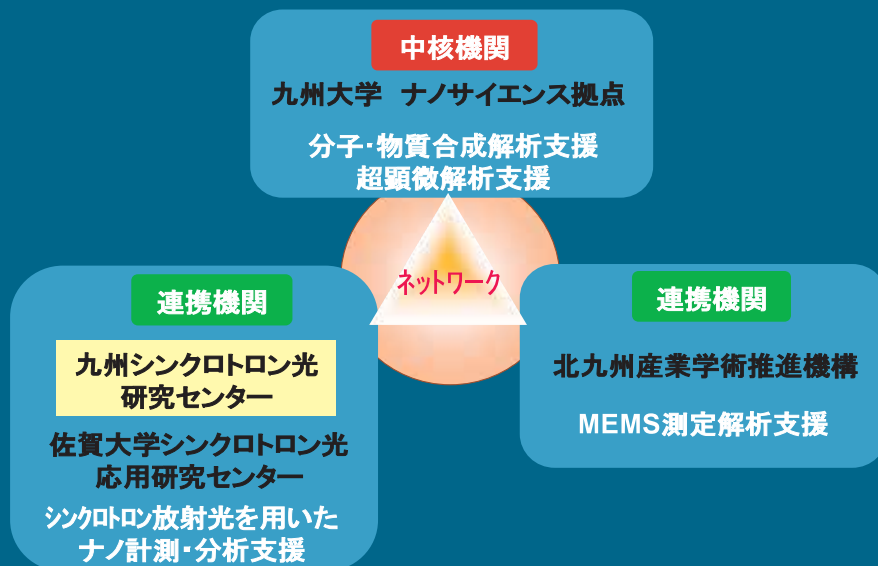 中核機関
九州大学 ナノサイエンス拠点
分子・物質合成解析支援
超顕微解析支援
ネットワーク
連携機関
九州シンクロトロン光
研究センター
佐賀大学シンクロトロン光
応用研究センター
シンクロトロン放射光を用いた
ナノ計測・分析支援
連携機関
北九州産業学術推進機構
MEMS測定解析支援